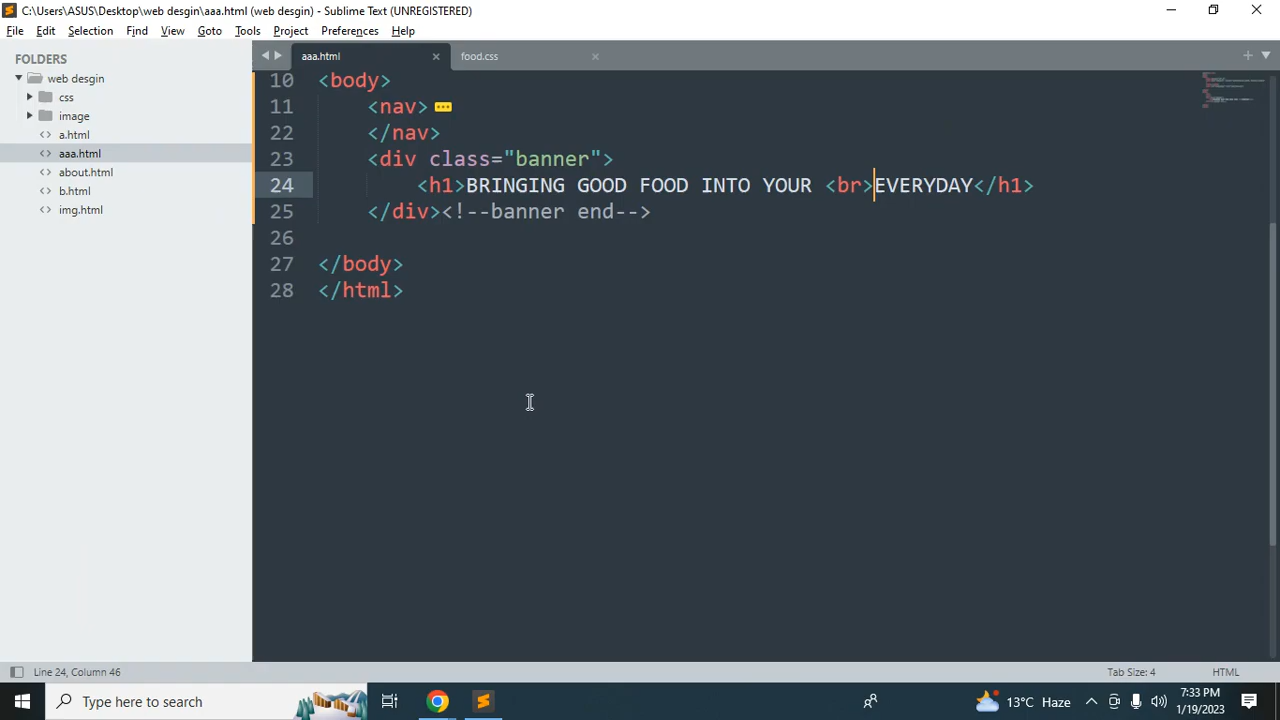 C:\Users\ASUS\Desktop\web desgin\aaa.html (web desgin) - Sublime Text (UNREGISTERED)
File Edit Selection Find View Goto Tools Project Preferences Help
FOLDERS
web desgin
css
image
a.html
aaa.html
about.html
b.html
img.html
aaa.html food.css
10 <body>
11 <nav>
22 </nav>
23 <div class="banner">
24 <h1>BRINGING GOOD FOOD INTO YOUR <br>EVERYDAY</h1>
25 </div><!--banner end-->
26
27 </body>
28 </html>
Line 24, Column 46 Tab Size: 4 HTML
Type here to search 13°C Haze 7:33 PM
1/19/2023